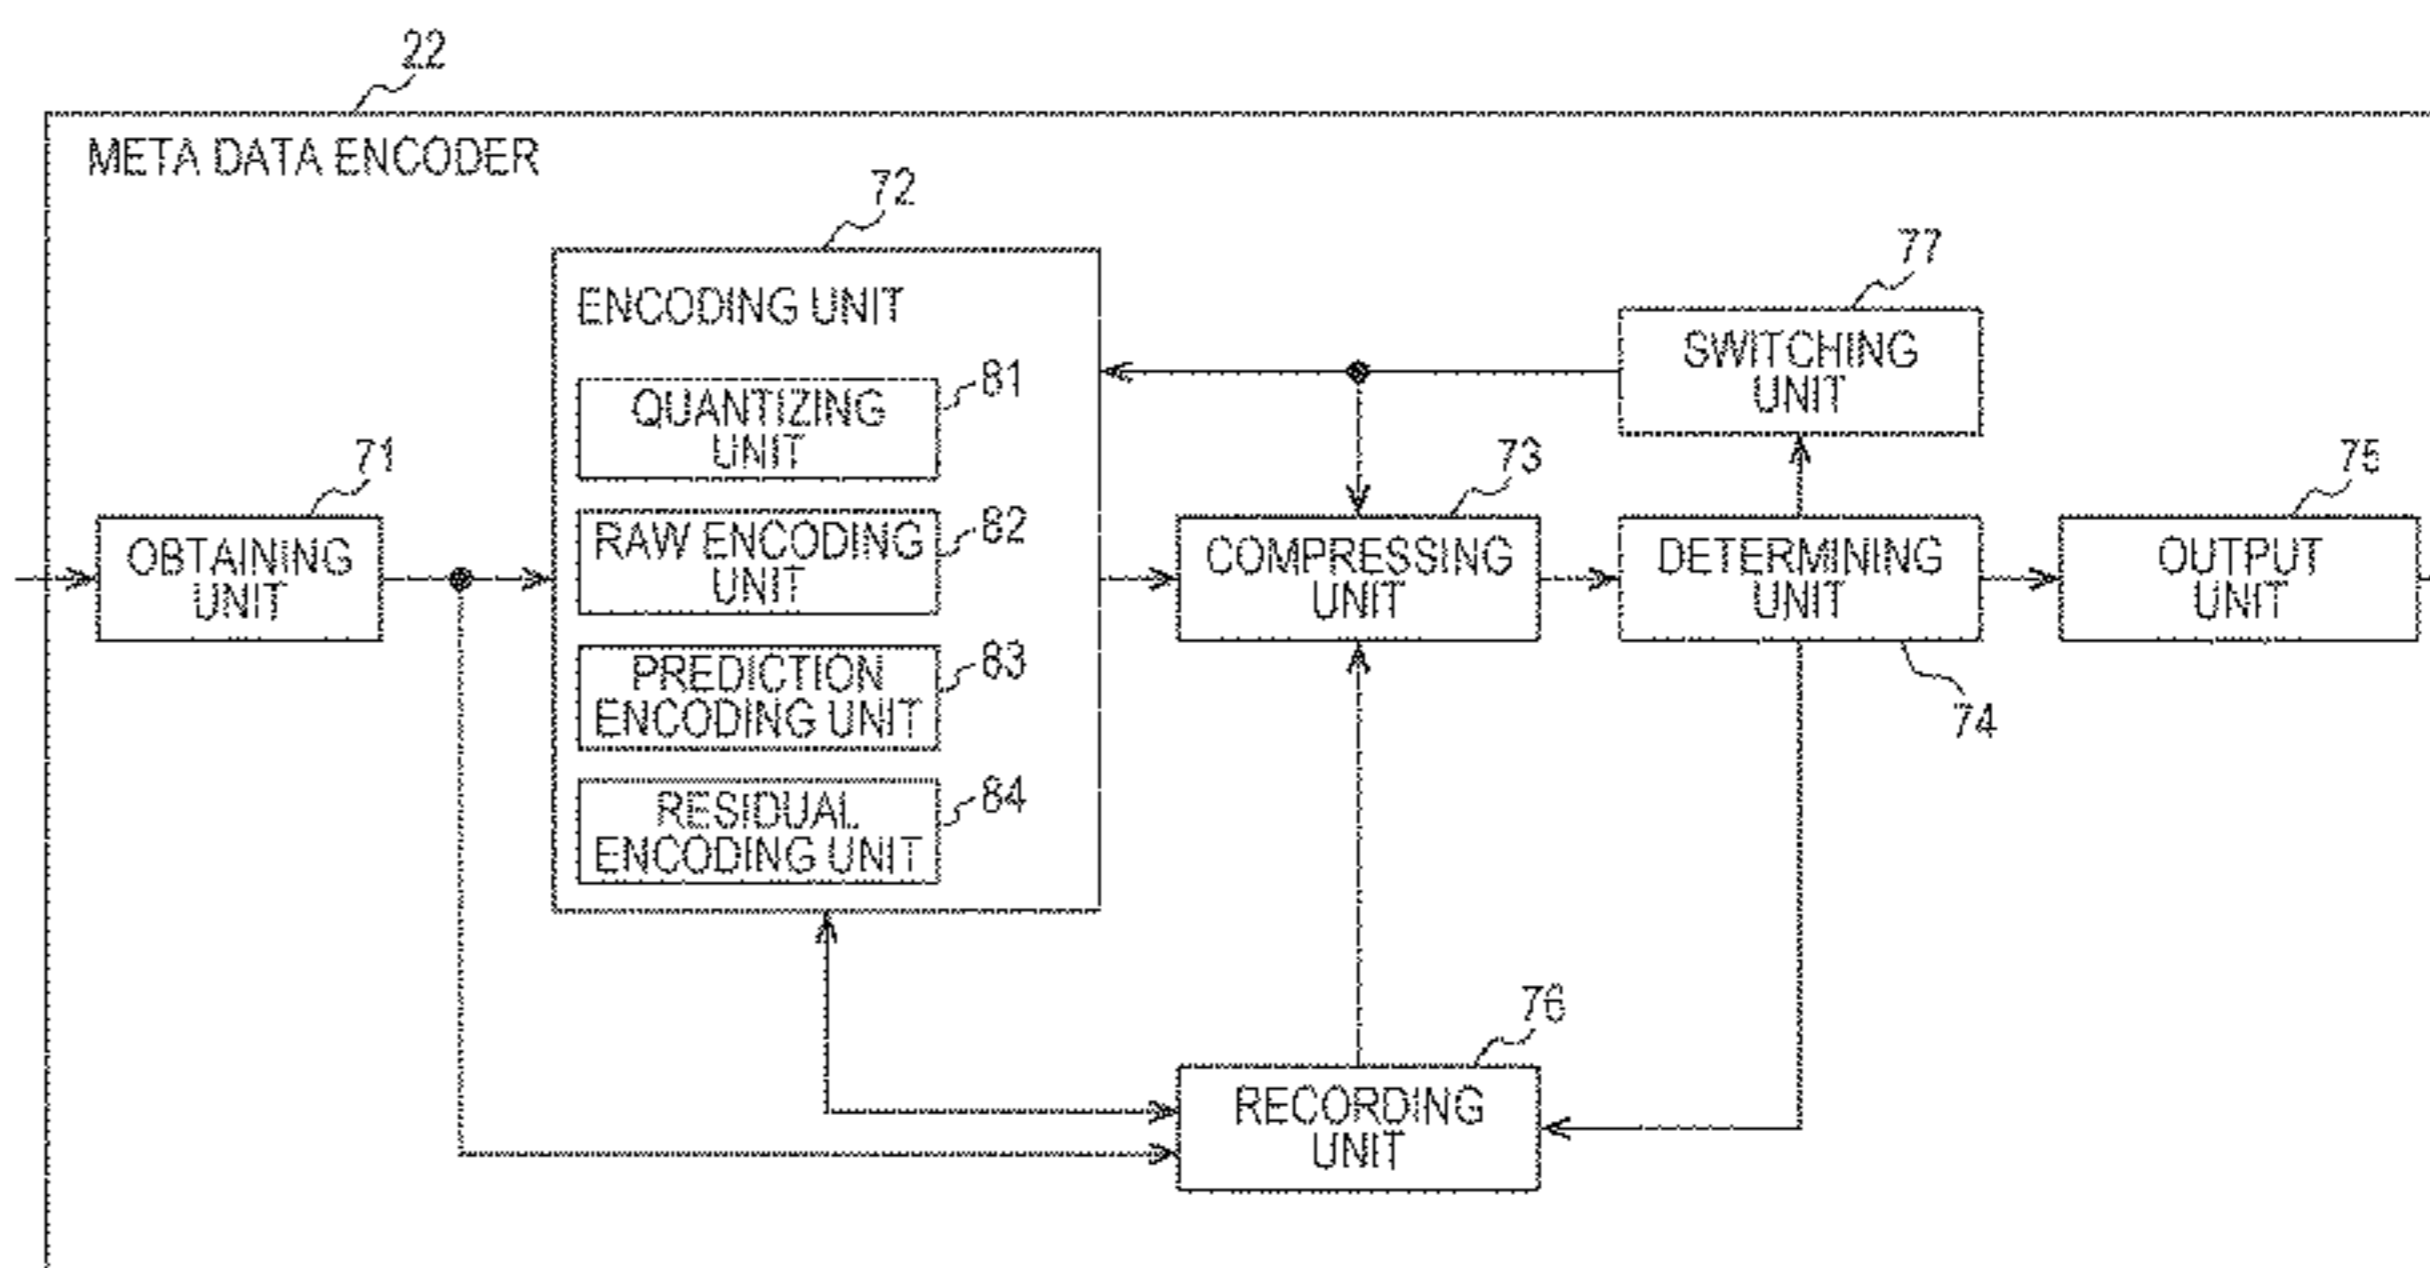 22
META DATA ENCODER
72
77
ENCODING UNIT
SWITCHING
UNIT
81
QUANTIZING
UNIT
71
73
75
82
OBTAINING
UNIT
RAW ENCODING
UNIT
COMPRESSING
UNIT
DETERMINING
UNIT
OUTPUT
UNIT
83
PREDICTION
ENCODING UNIT
74
84
RESIDUAL
ENCODING UNIT
76
RECORDING
UNIT